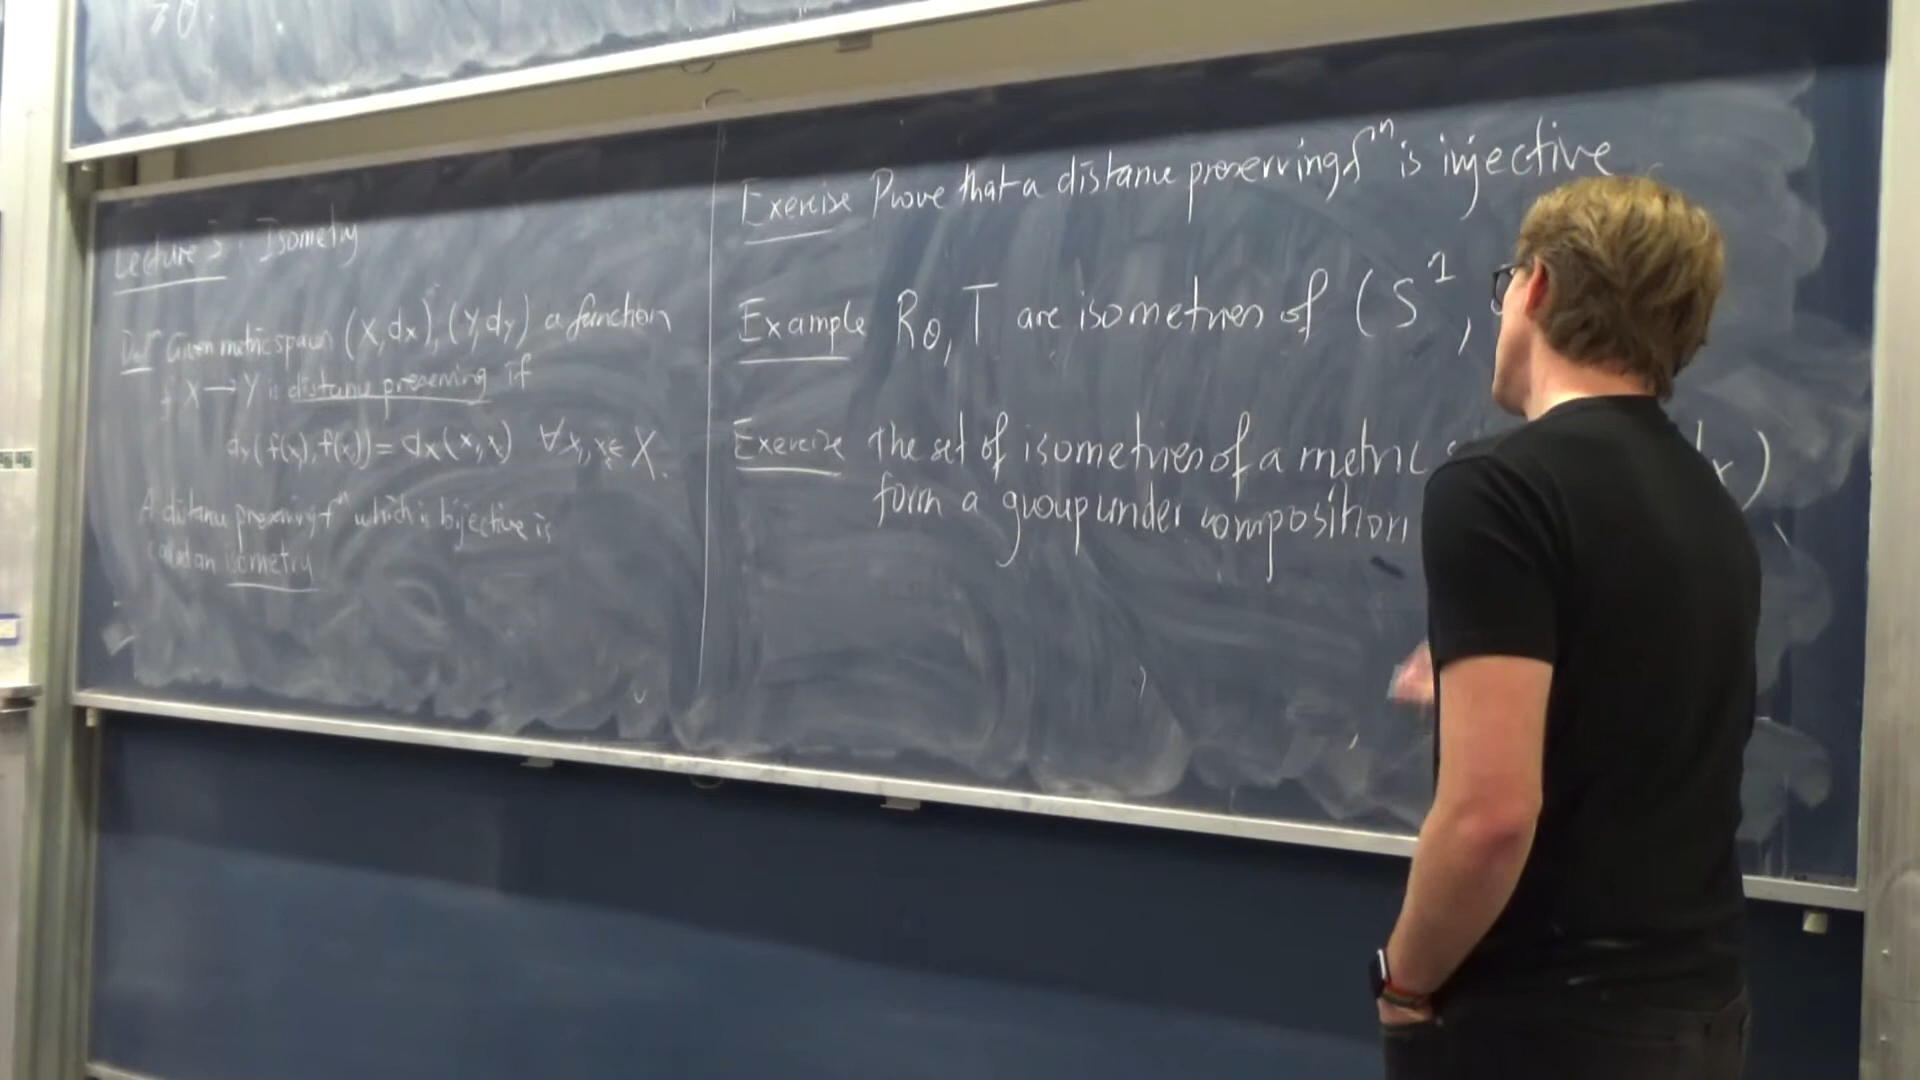 ≥0
Lecture 3: Isometry
Def Given metric spaces (X,dx), (Y,dy) a function
f X → Y is distance preserving if
dy(f(x1), f(x2)) = dx(x1, x2) ∀ x1, x2 ∈ X.
A distance preserving fⁿ which is bijective is
called an isometry
Exercise Prove that a distance preserving fⁿ is injective
Example Rθ, T are isometries of (S¹,
Exercise The set of isometries of a metric x)
form a group under composition